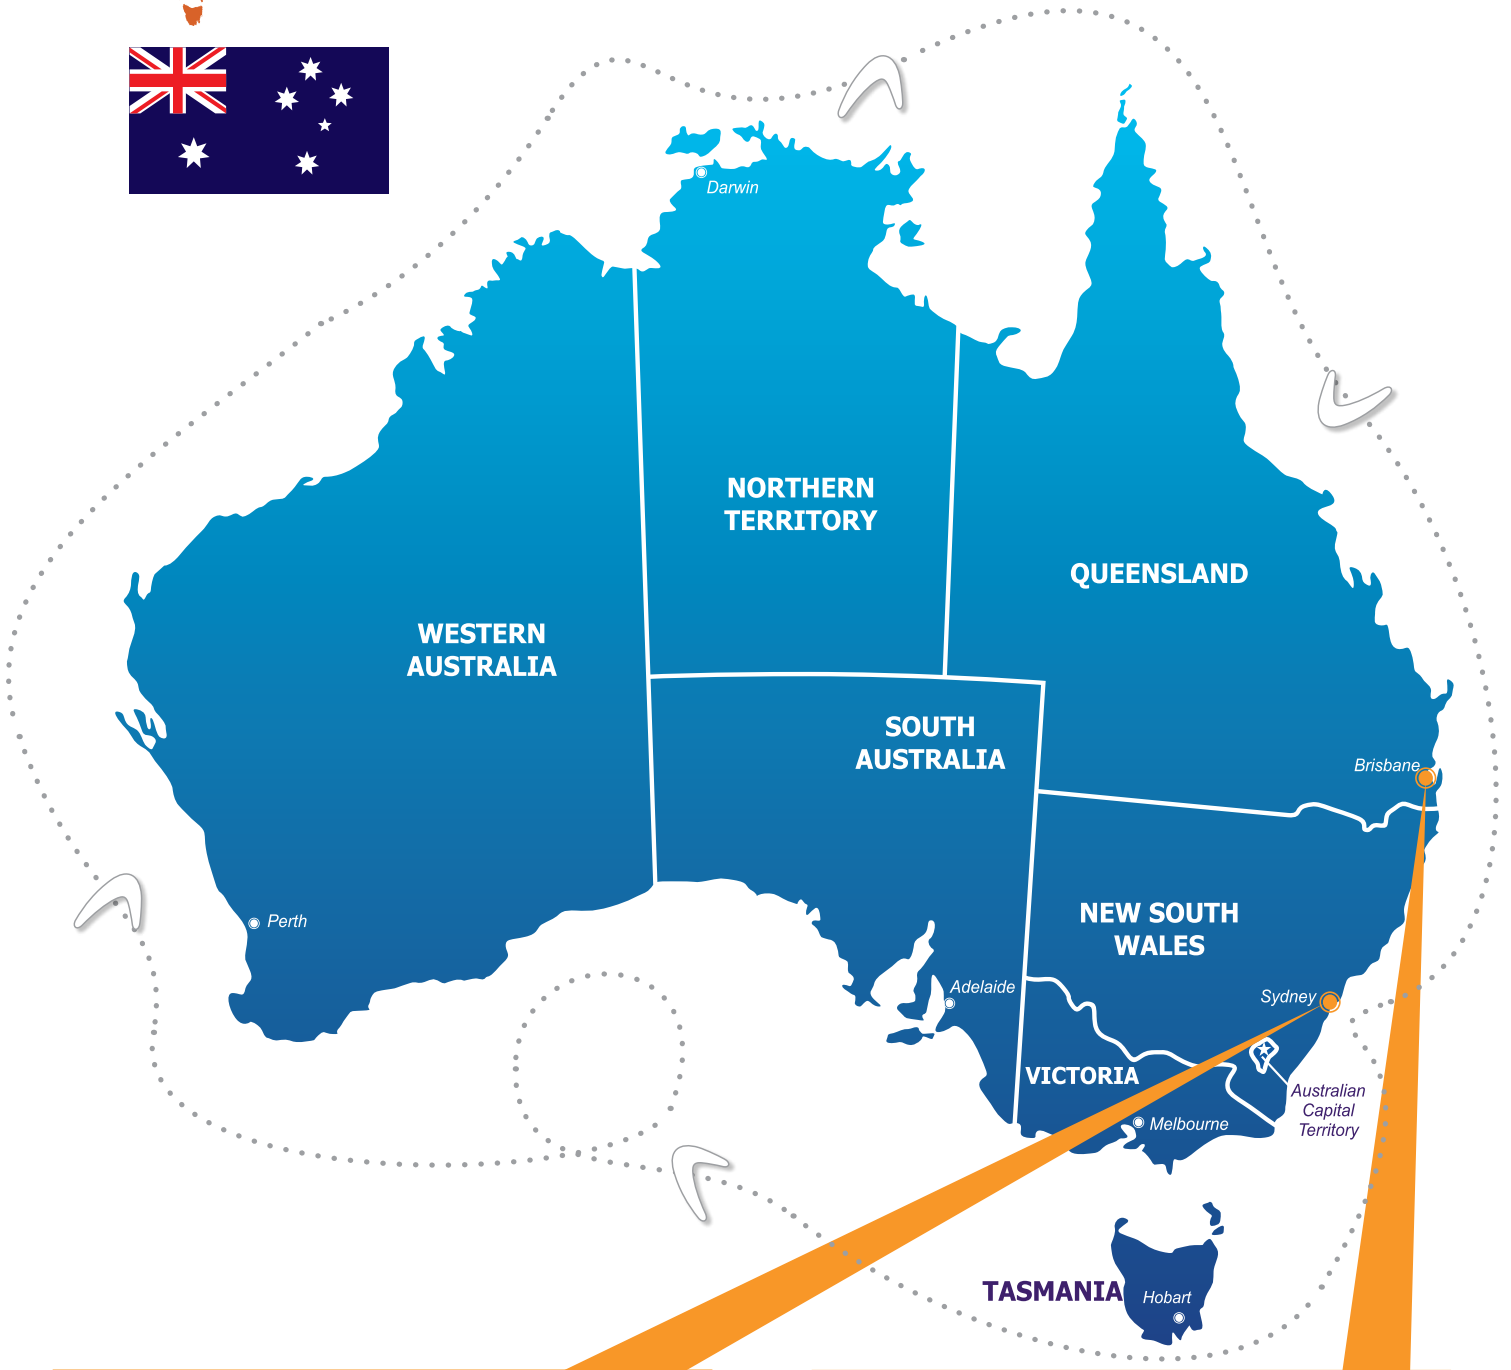 Darwin
NORTHERN
TERRITORY
QUEENSLAND
WESTERN
AUSTRALIA
SOUTH
AUSTRALIA
Brisbane
Perth
NEW SOUTH
WALES
Adelaide
Sydney
VICTORIA
Australian
Capital
Territory
Melbourne
TASMANIA
Hobart